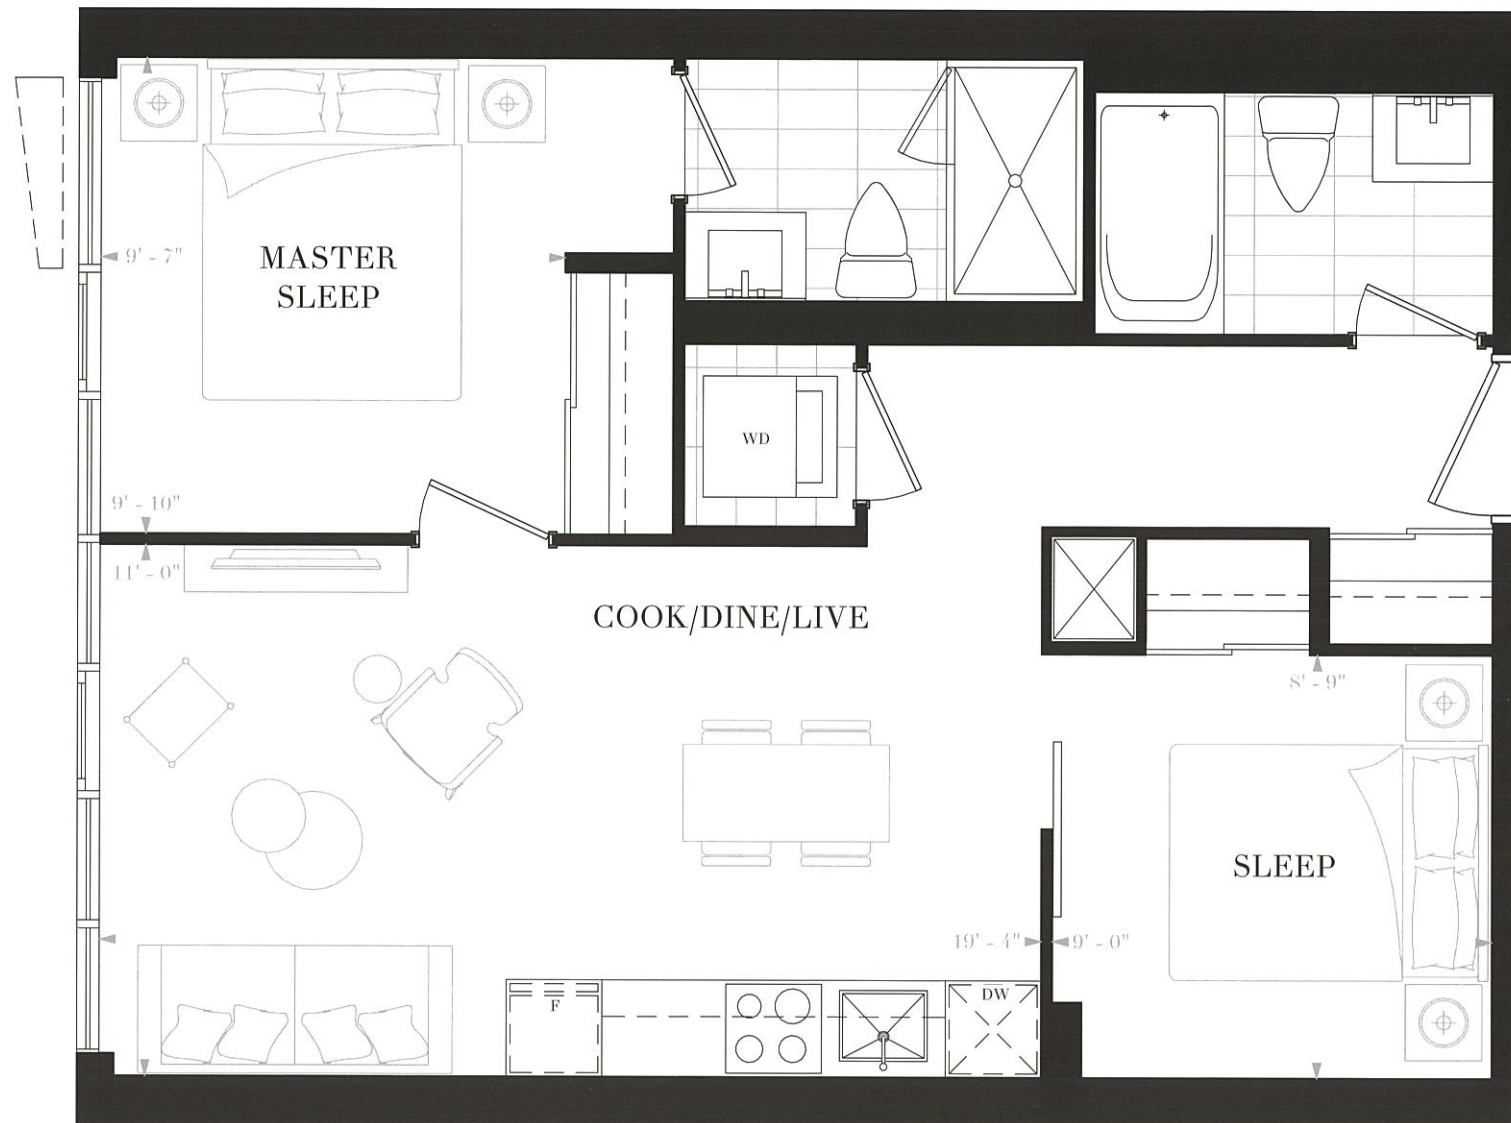 9' - 7"
MASTER
SLEEP
WD
9' - 10"
11' - 0"
COOK/DINE/LIVE
8' - 9"
SLEEP
19' - 4"
9' - 0"
F
DW